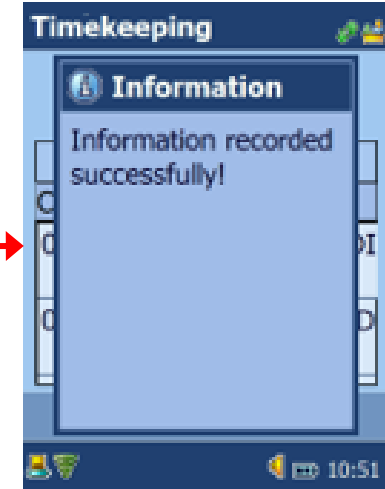 Timekeeping
Information
Information recorded
successfully!
10:51